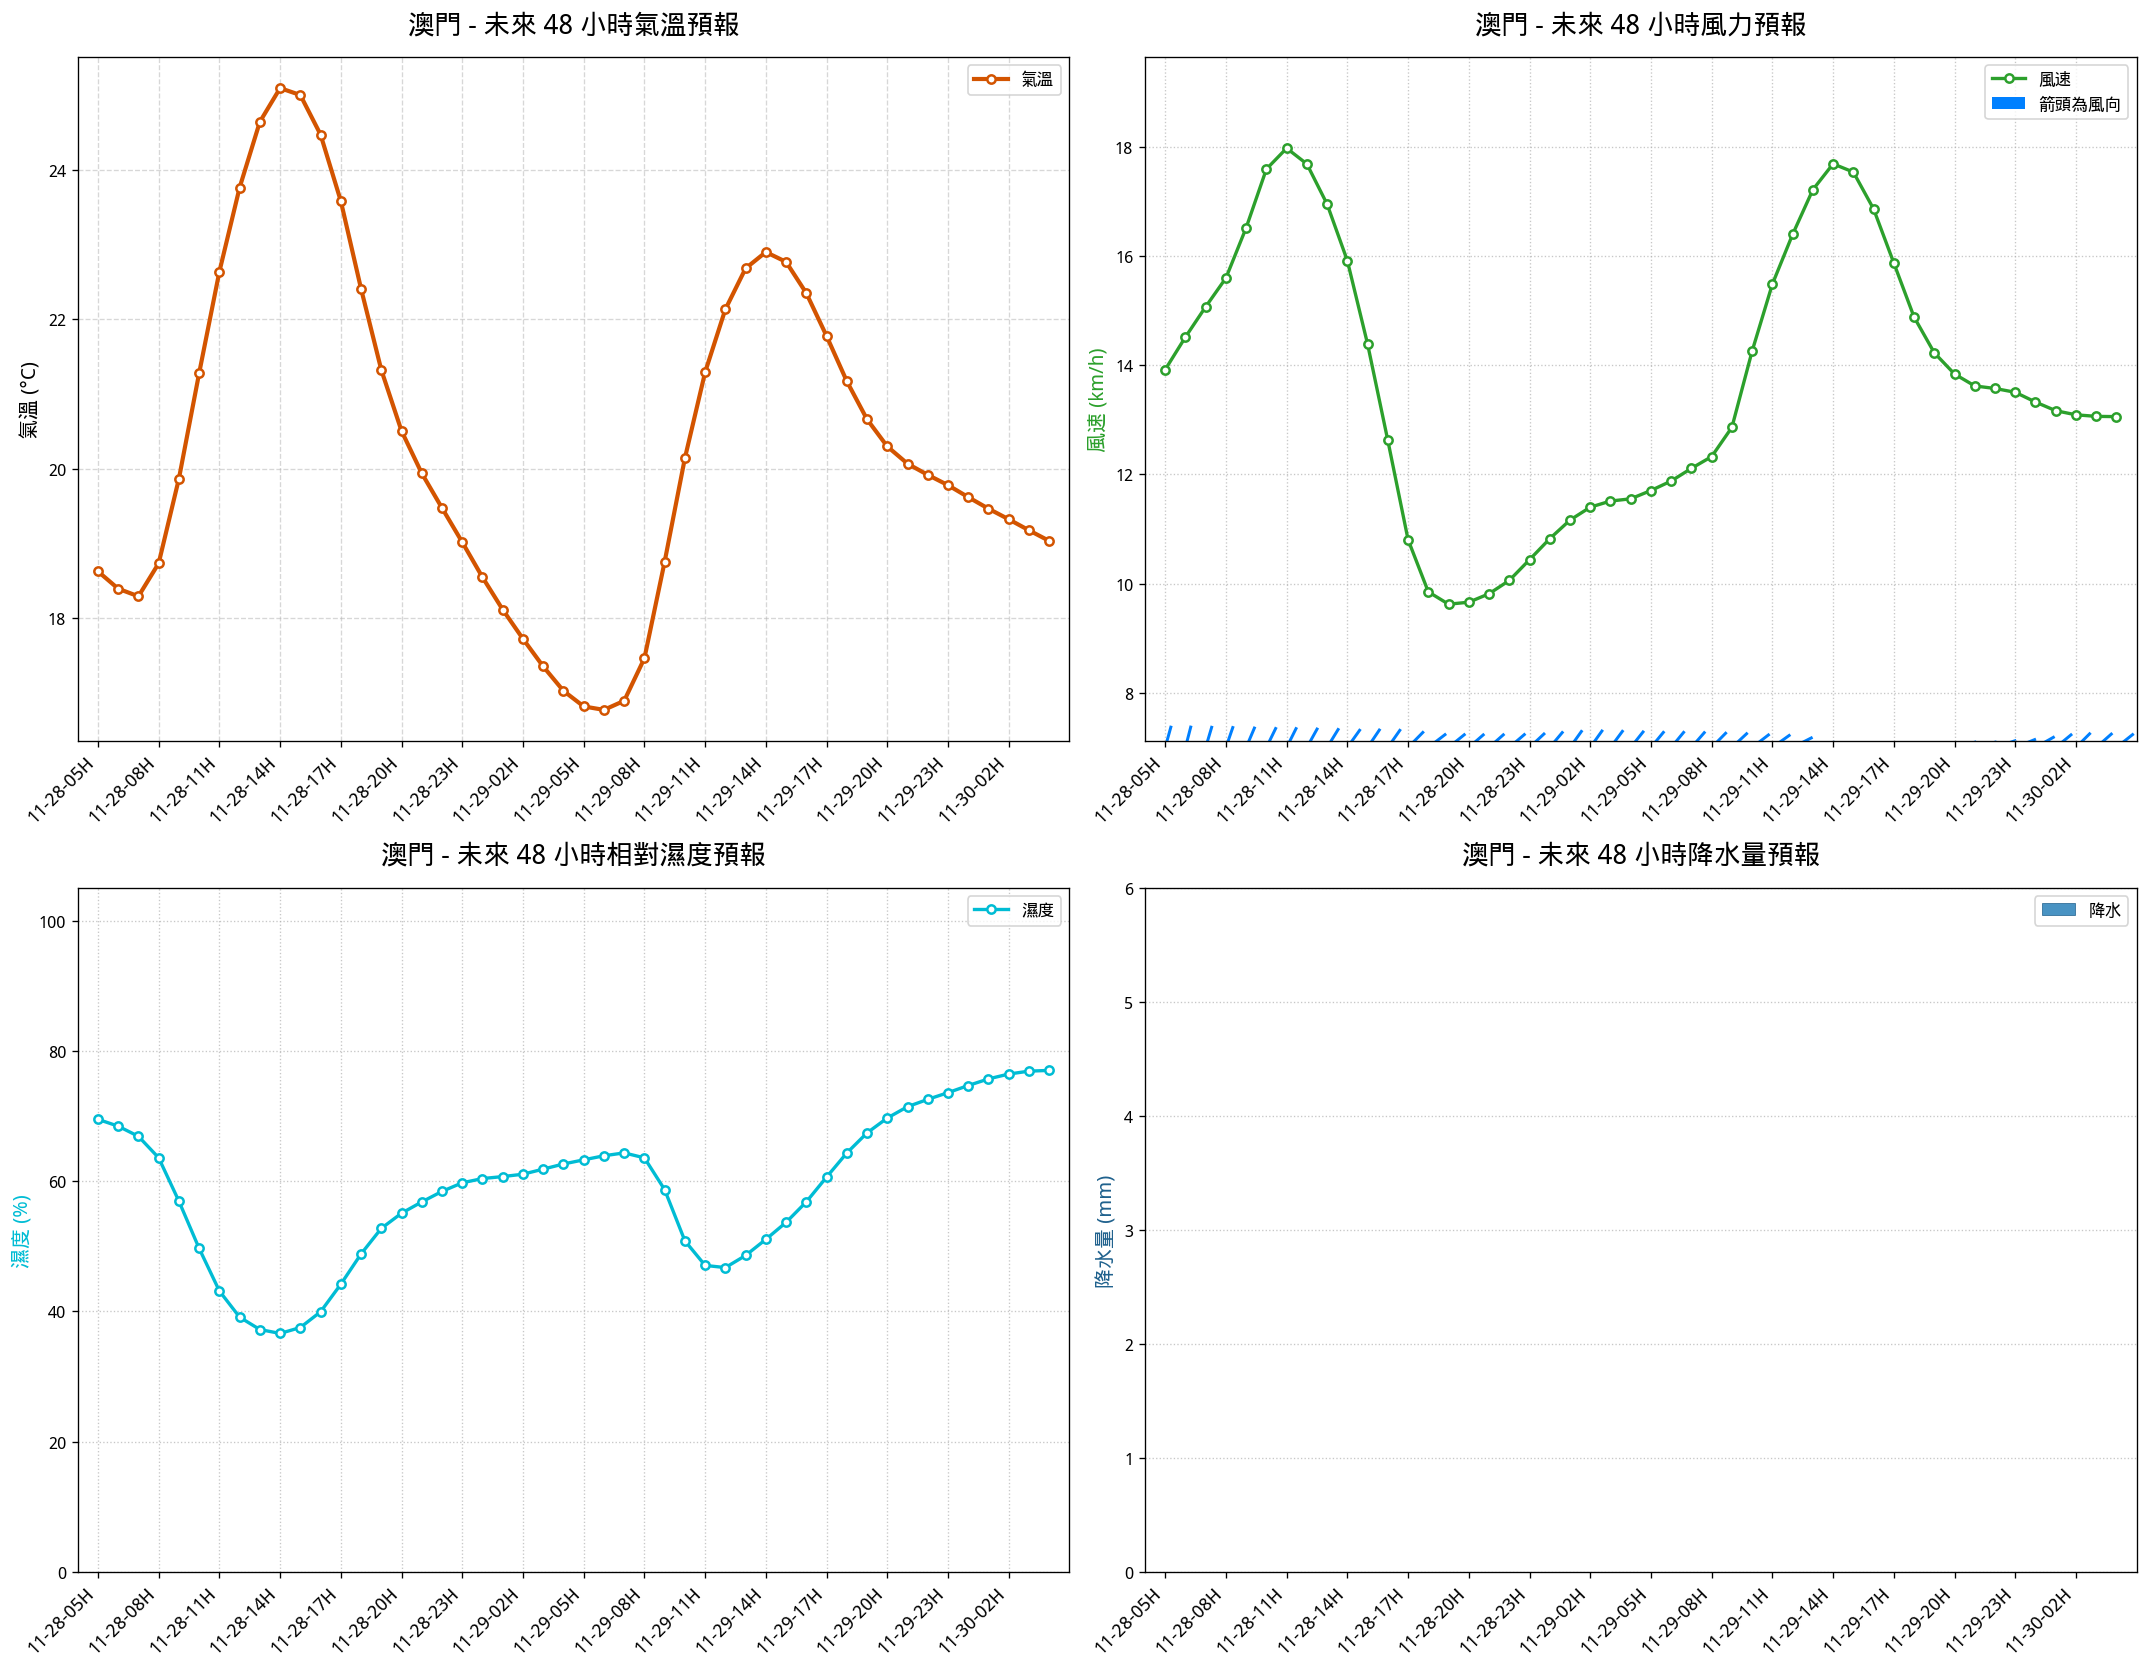 澳門 - 未來 48 小時氣溫預報
氣溫
氣溫 (°C)
24
22
20
18
11-28-05H
11-28-08H
11-28-11H
11-28-14H
11-28-17H
11-28-20H
11-28-23H
11-29-02H
11-29-05H
11-29-08H
11-29-11H
11-29-14H
11-29-17H
11-29-20H
11-29-23H
11-30-02H
澳門 - 未來 48 小時風力預報
風速
箭頭為風向
風速 (km/h)
18
16
14
12
10
8
11-28-05H
11-28-08H
11-28-11H
11-28-14H
11-28-17H
11-28-20H
11-28-23H
11-29-02H
11-29-05H
11-29-08H
11-29-11H
11-29-14H
11-29-17H
11-29-20H
11-29-23H
11-30-02H
澳門 - 未來 48 小時相對濕度預報
濕度
濕度 (%)
100
80
60
40
20
0
11-28-05H
11-28-08H
11-28-11H
11-28-14H
11-28-17H
11-28-20H
11-28-23H
11-29-02H
11-29-05H
11-29-08H
11-29-11H
11-29-14H
11-29-17H
11-29-20H
11-29-23H
11-30-02H
澳門 - 未來 48 小時降水量預報
降水
降水量 (mm)
6
5
4
3
2
1
0
11-28-05H
11-28-08H
11-28-11H
11-28-14H
11-28-17H
11-28-20H
11-28-23H
11-29-02H
11-29-05H
11-29-08H
11-29-11H
11-29-14H
11-29-17H
11-29-20H
11-29-23H
11-30-02H